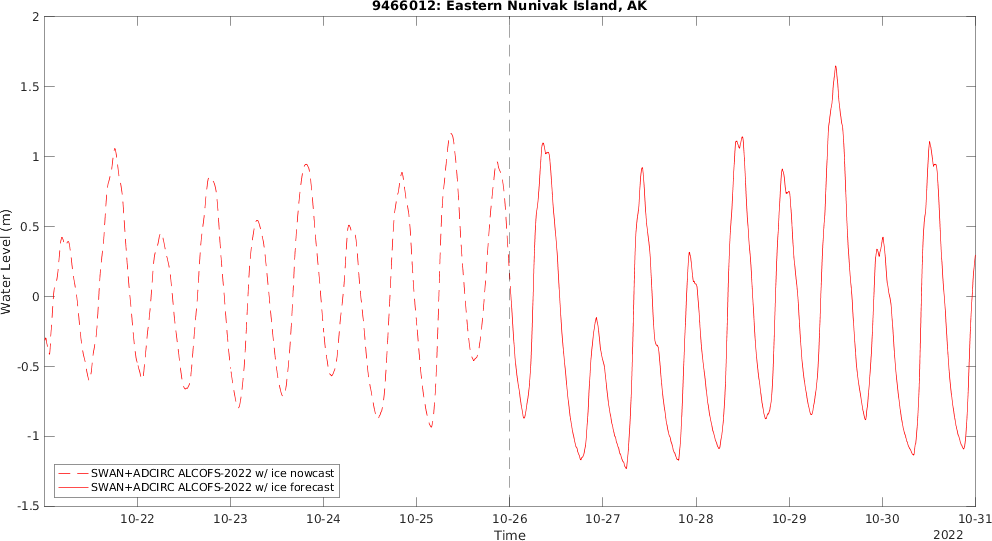 9466012: Eastern Nunivak Island, AK
2
1.5
1
0.5
0
-0.5
-1
-1.5
Water Level (m)
SWAN+ADCIRC ALCOFS-2022 w/ ice nowcast
SWAN+ADCIRC ALCOFS-2022 w/ ice forecast
10-22 10-23 10-24 10-25 10-26 10-27 10-28 10-29 10-30 10-31
Time
2022